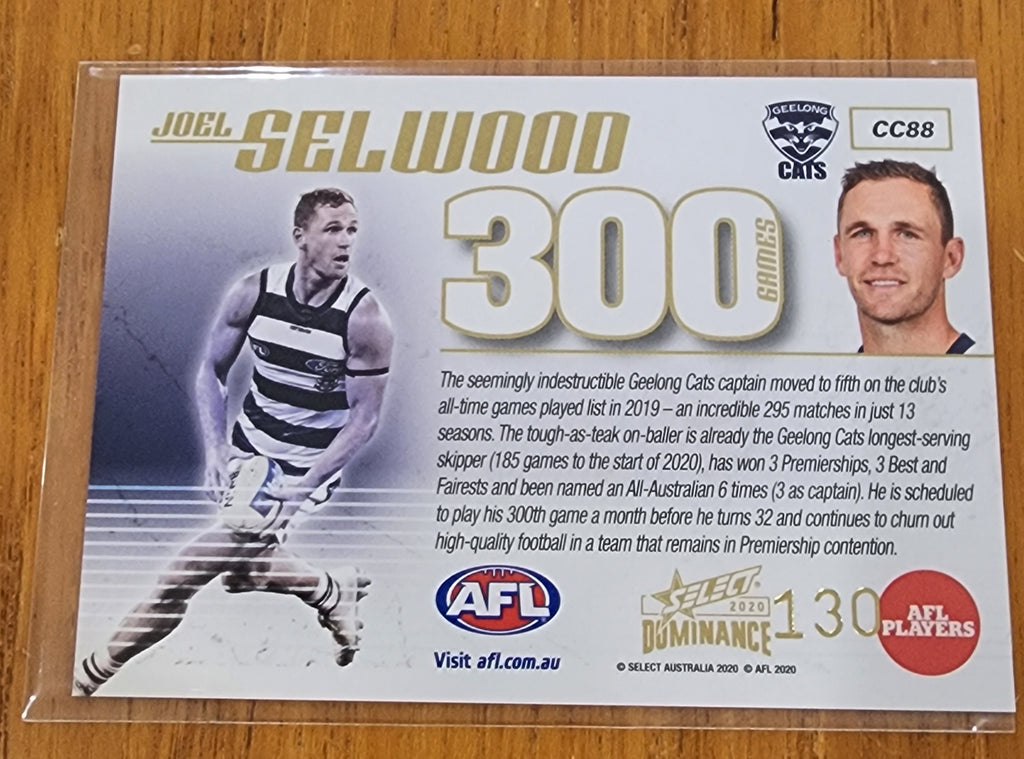 JOEL SELWOOD
GEELONG
CATS
CC88
300
GAMES
The seemingly indestructible Geelong Cats captain moved to fifth on the club's
all-time games played list in 2019 – an incredible 295 matches in just 13
seasons. The tough-as-teak on-baller is already the Geelong Cats longest-serving
skipper (185 games to the start of 2020), has won 3 Premierships, 3 Best and
Fairests and been named an All-Australian 6 times (3 as captain). He is scheduled
to play his 300th game a month before he turns 32 and continues to churn out
high-quality football in a team that remains in Premiership contention.
AFL
Visit afl.com.au
SELECT
2020
DOMINANCE
130
AFL
PLAYERS
© SELECT AUSTRALIA 2020 © AFL 2020